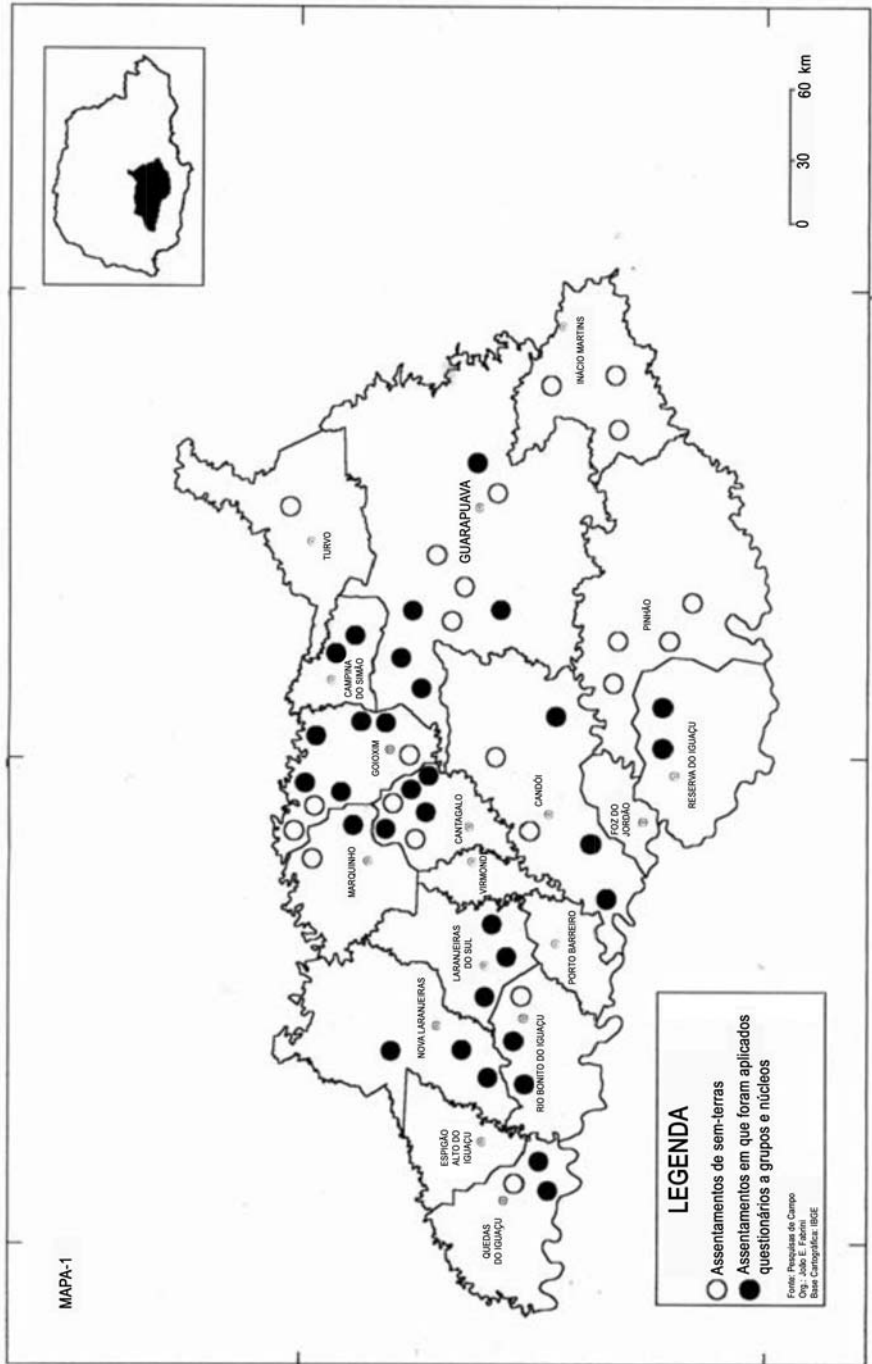 MAPA-1
QUEDAS
DO IGUAÇU
ESPIGÃO
ALTO DO
IGUAÇU
NOVA LARANJEIRAS
RIO BONITO DO IGUAÇU
LARANJEIRAS
DO SUL
PORTO BARREIRO
VIRMOND
MARQUINHO
CANTAGALO
GOIOXIM
CAMPINA
DO SIMÃO
CANDÓI
FOZ DO
JORDÃO
RESERVA DO IGUAÇU
PINHÃO
TURVO
GUARAPUAVA
INÁCIO MARTINS
0 30 60 km
LEGENDA
Assentamentos de sem-terras
Assentamentos em que foram aplicados
questionários a grupos e núcleos
Fonte: Pesquisas de Campo
Org.: João E. Fabrini
Base Cartográfica: IBGE